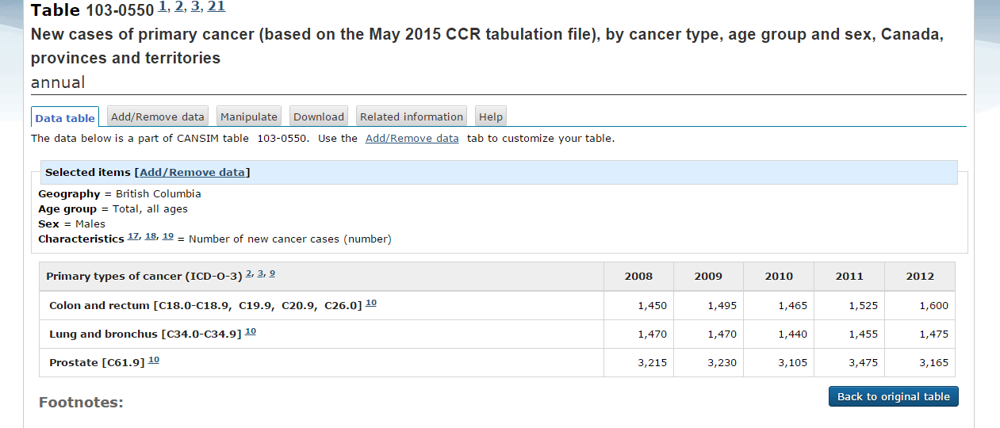 Table 103-0550 1, 2, 3, 21
New cases of primary cancer (based on the May 2015 CCR tabulation file), by cancer type, age group and sex, Canada,
provinces and territories
annual
Data table Add/Remove data Manipulate Download Related information Help
The data below is a part of CANSIM table 103-0550. Use the Add/Remove data tab to customize your table.
Selected items [Add/Remove data]
Geography = British Columbia
Age group = Total, all ages
Sex = Males
Characteristics 17, 18, 19 = Number of new cancer cases (number)
Primary types of cancer (ICD-O-3) 2, 3, 9 2008 2009 2010 2011 2012
Colon and rectum [C18.0-C18.9, C19.9, C20.9, C26.0] 10 1,450 1,495 1,465 1,525 1,600
Lung and bronchus [C34.0-C34.9] 10 1,470 1,470 1,440 1,455 1,475
Prostate [C61.9] 10 3,215 3,230 3,105 3,475 3,165
Back to original table
Footnotes: